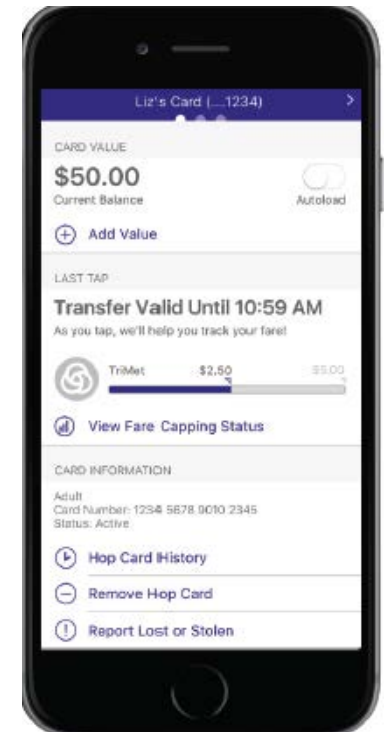 Liz's Card (....1234)
CARD VALUE
$50.00
Current Balance
Autoload
Add Value
LAST TAP
Transfer Valid Until 10:59 AM
As you tap, we'll help you track your fare!
TriMet $2.50 $5.00
View Fare Capping Status
CARD INFORMATION
Adult
Card Number: 1234 5678 9010 2345
Status: Active
Hop Card History
Remove Hop Card
Report Lost or Stolen